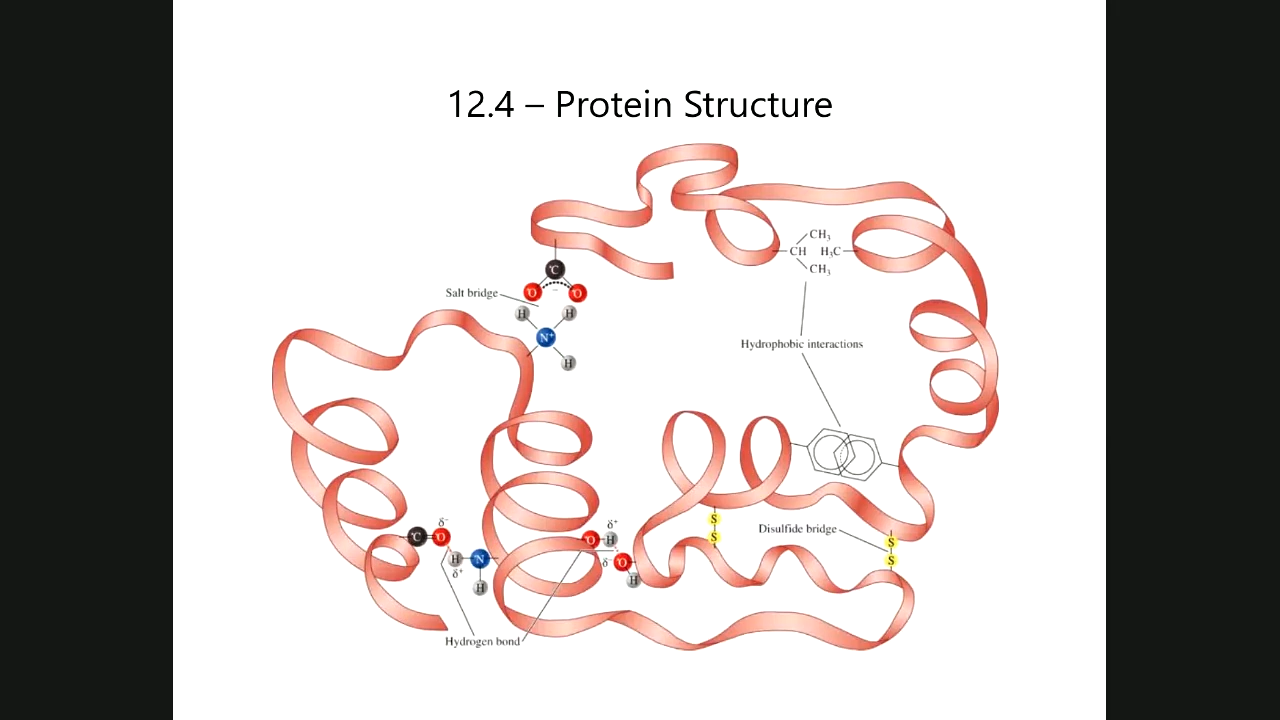 12.4 – Protein Structure
CH₃
CH H₃C
CH₃
C
O O
Salt bridge
H H
N⁺
H
Hydrophobic interactions
S
S
Disulfide bridge
S
S
δ⁻
C O
H N
δ⁺
H
δ⁺
O H
δ⁻ O
H
Hydrogen bond